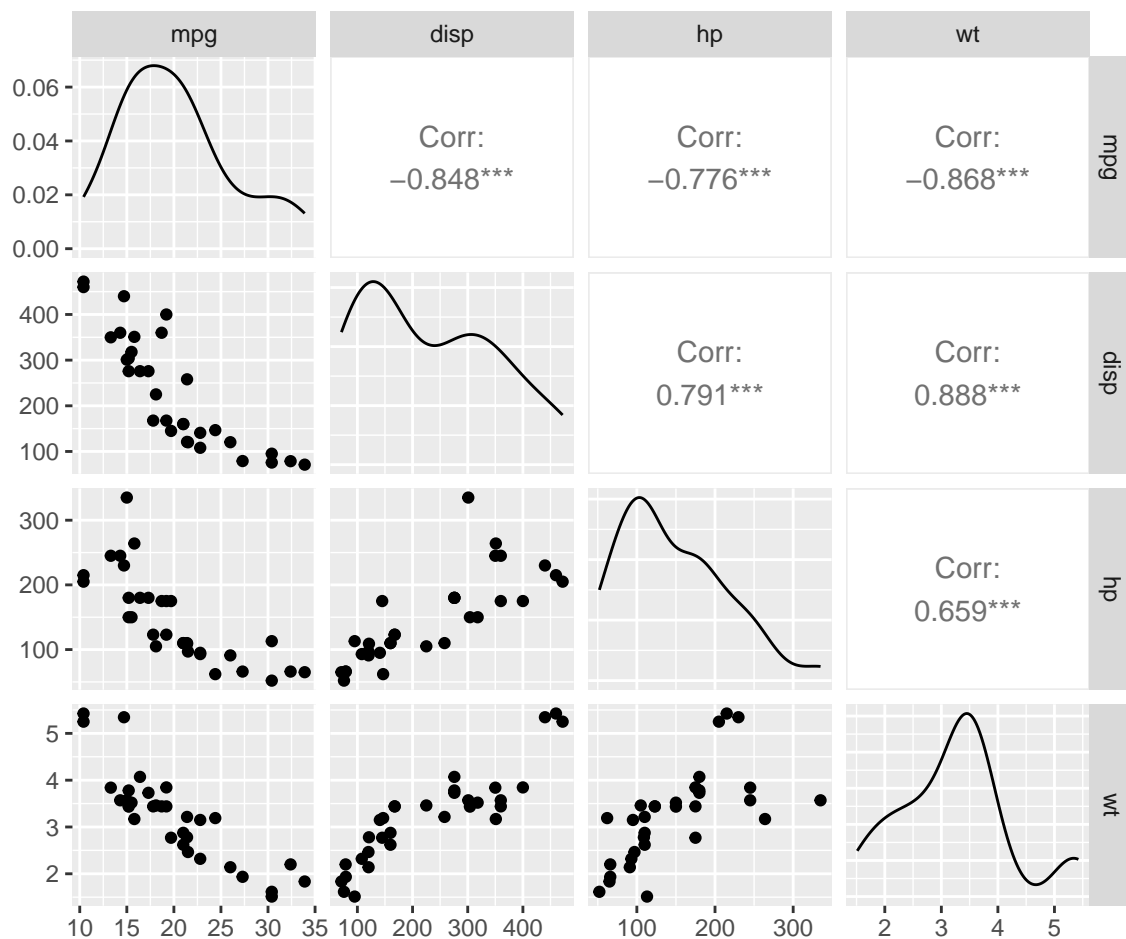 mpg disp hp wt
0.06
0.04
0.02
0.00
Corr:
−0.848***
Corr:
−0.776***
Corr:
−0.868***
mpg
400
300
200
100
Corr:
0.791***
Corr:
0.888***
disp
300
200
100
Corr:
0.659***
hp
5
4
3
2
wt
10 15 20 25 30 35 100 200 300 400 100 200 300 2 3 4 5